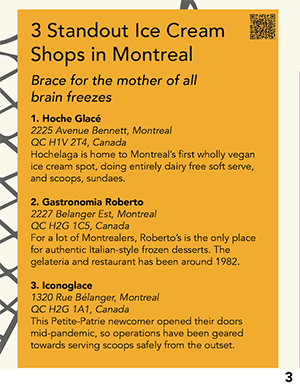 3 Standout Ice Cream
Shops in Montreal
Brace for the mother of all
brain freezes
1. Hoche Glacé
2225 Avenue Bennett, Montreal
QC H1V 2T4, Canada
Hochelaga is home to Montreal's first wholly vegan
ice cream spot, doing entirely dairy free soft serve,
and scoops, sundaes.
2. Gastronomia Roberto
2227 Belanger Est, Montreal
QC H2G 1C5, Canada
For a lot of Montrealers, Roberto's is the only place
for authentic Italian-style frozen desserts. The
gelateria and restaurant has been around 1982.
3. Iconoglace
1320 Rue Bélanger, Montreal
QC H2G 1A1, Canada
This Petite-Patrie newcomer opened their doors
mid-pandemic, so operations have been geared
towards serving scoops safely from the outset.
3